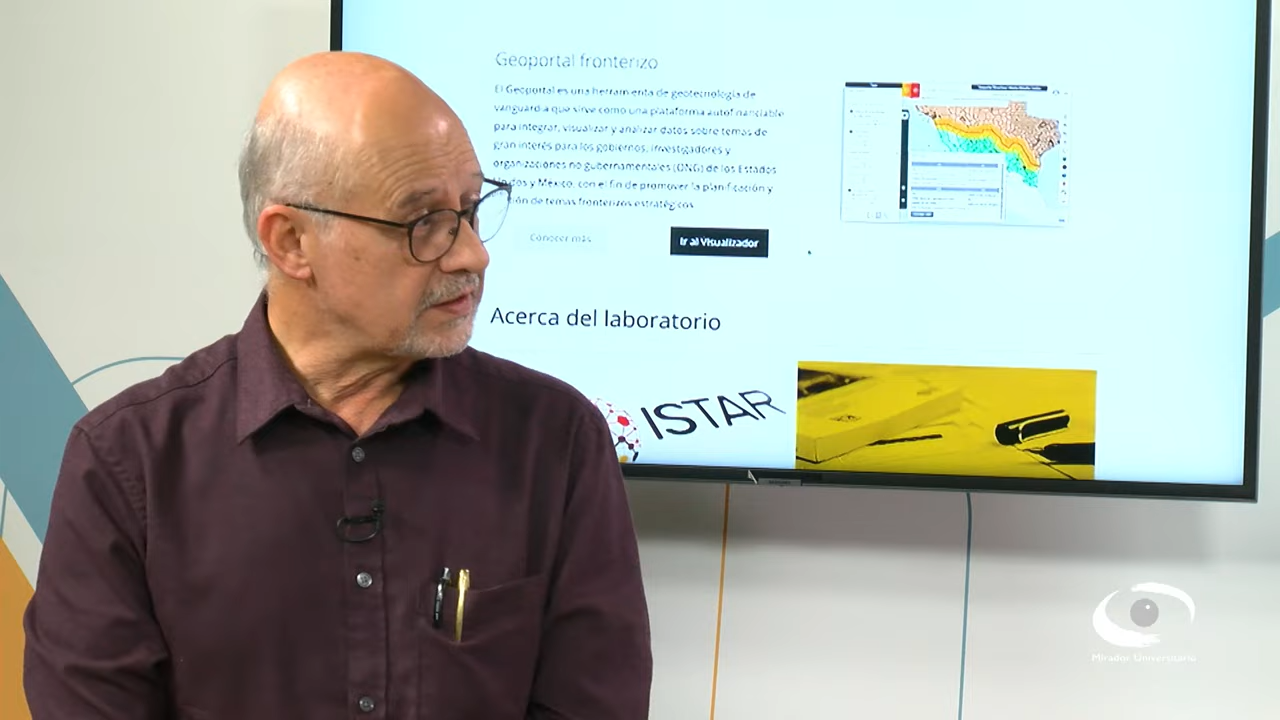 Geoportal fronterizo
El Geoportal es una herramienta de geotecnología de
vanguardia que sirve como una plataforma autofinanciable
para integrar, visualizar y analizar datos sobre temas de
gran interés para los gobiernos, investigadores y
organizaciones no gubernamentales (ONG) de los Estados
Unidos y México, con el fin de promover la planificación y
de temas fronterizos estratégicos.
Conocer más
Ir al Visualizador
Acerca del laboratorio
ISTAR
Mirador Universitario